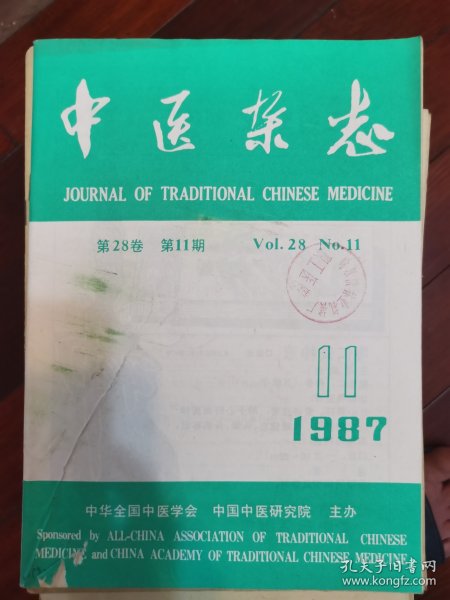 中医杂志
JOURNAL OF TRADITIONAL CHINESE MEDICINE
第28卷 第11期 Vol.28 No.11
11
1987
中华全国中医学会 中国中医研究院 主办
Sponsored by ALL-CHINA ASSOCIATION OF TRADITIONAL CHINESE
MEDICINE and CHINA ACADEMY OF TRADITIONAL CHINESE MEDICINE
孔夫子旧书网
www.kongfz.com